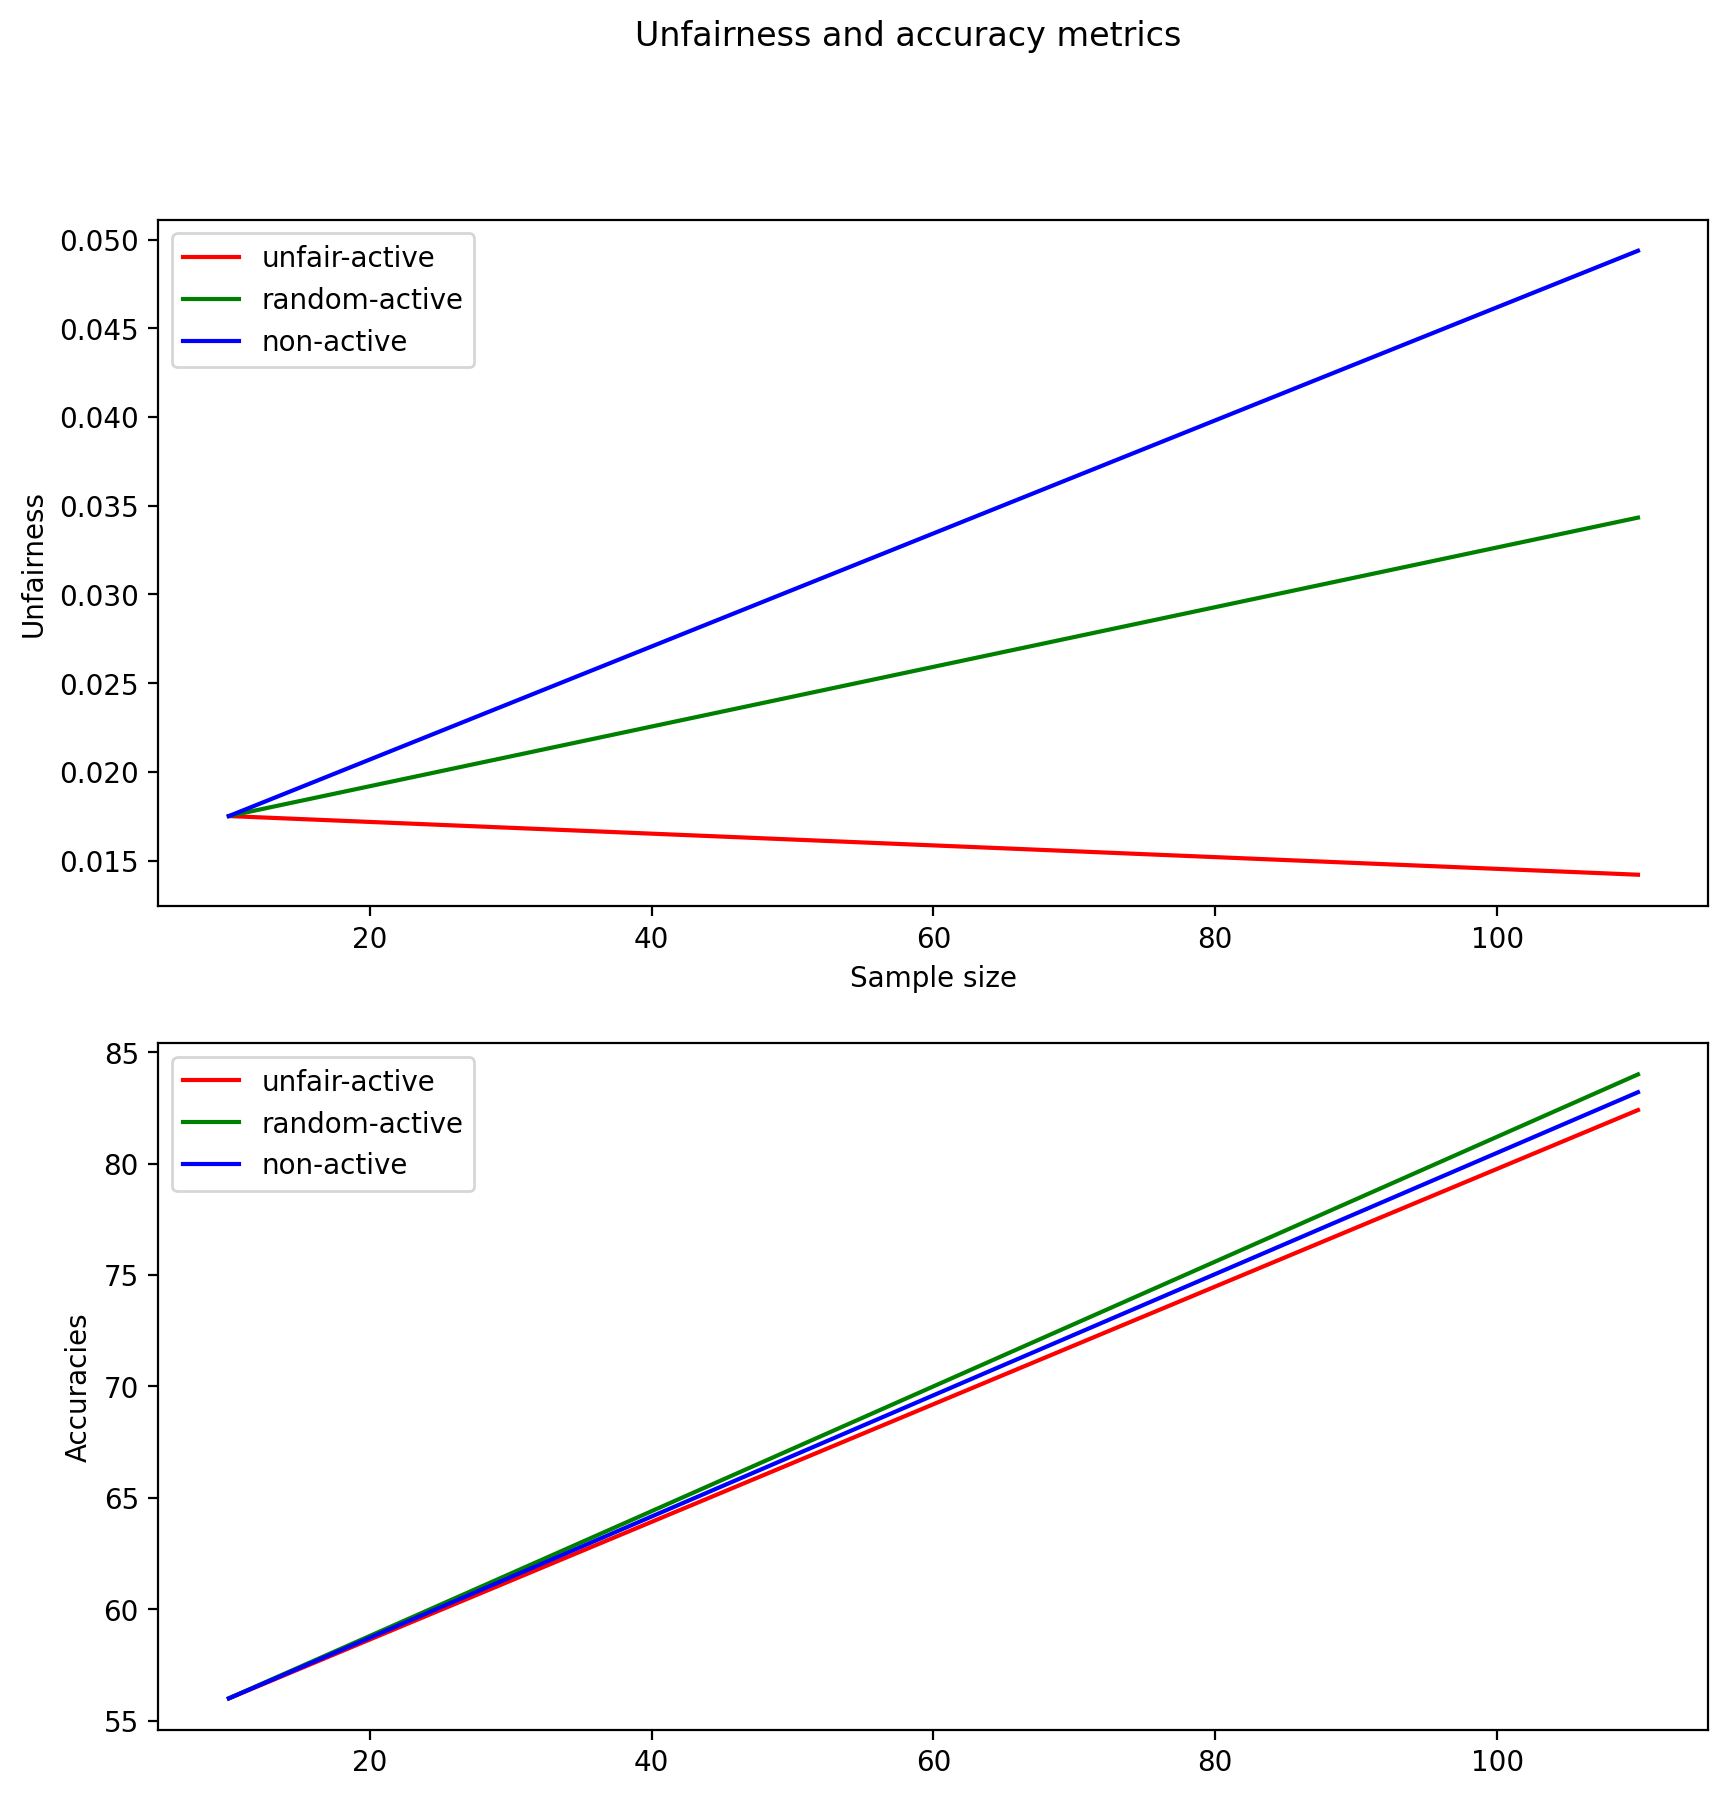 Unfairness and accuracy metrics
0.050
0.045
0.040
0.035
0.030
0.025
0.020
0.015
Unfairness
unfair-active
random-active
non-active
20 40 60 80 100
Sample size
85
80
75
70
65
60
55
Accuracies
unfair-active
random-active
non-active
20 40 60 80 100